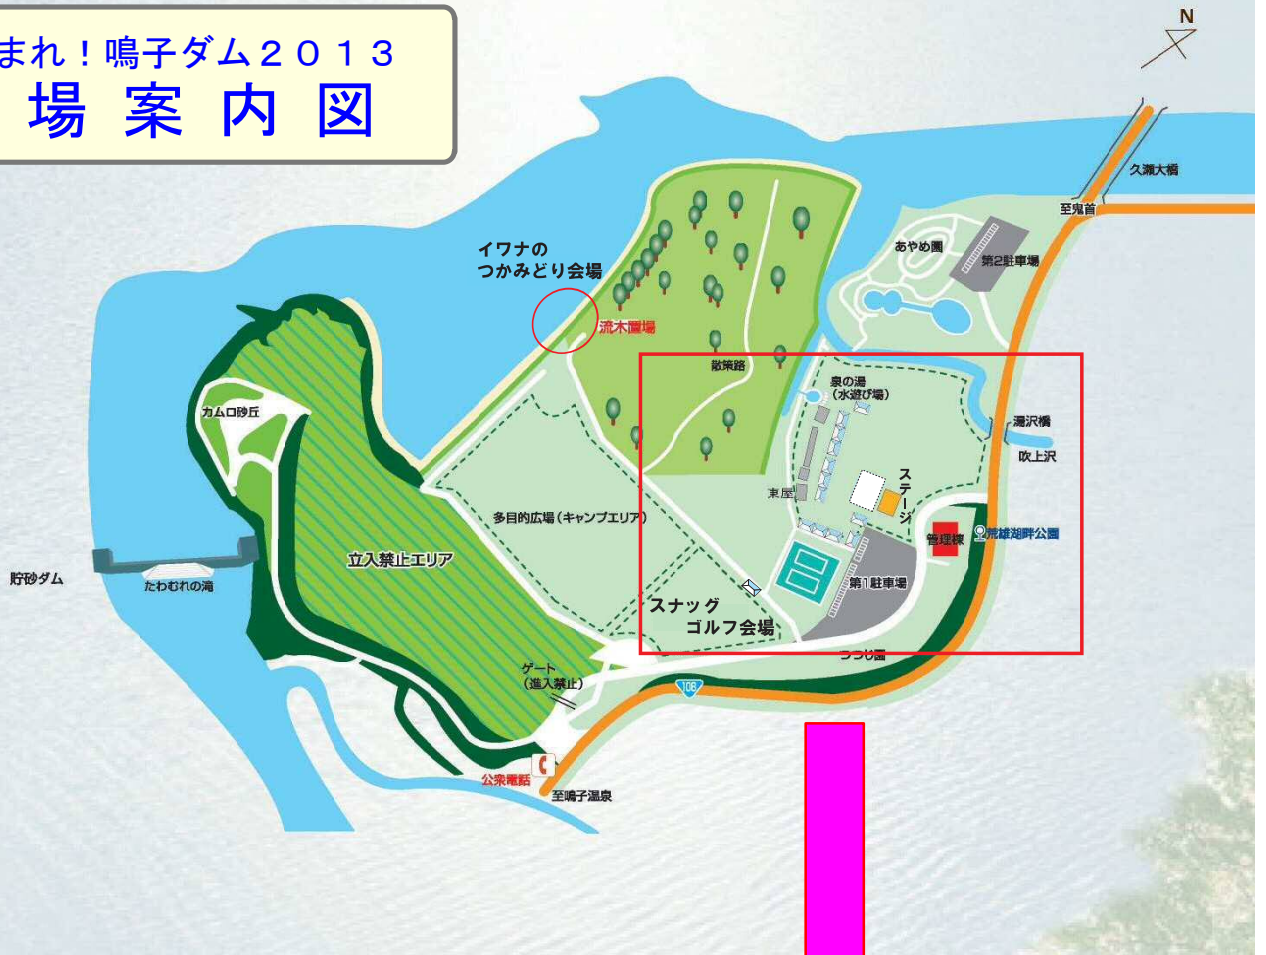 まれ！鳴子ダム２０１３
場案内図
N
久瀬大橋
至鬼首
あやめ園
第2駐車場
イワナの
つかみどり会場
流木置場
散策路
泉の湯
（水遊び場）
湯沢橋
吹上沢
カムロ砂丘
ステージ
東屋
多目的広場（キャンプエリア）
管理棟
荒雄湖畔公園
立入禁止エリア
第1駐車場
貯砂ダム
たわむれの滝
スナッグ
ゴルフ会場
つつじ園
ゲート
（進入禁止）
108
公衆電話
至鳴子温泉